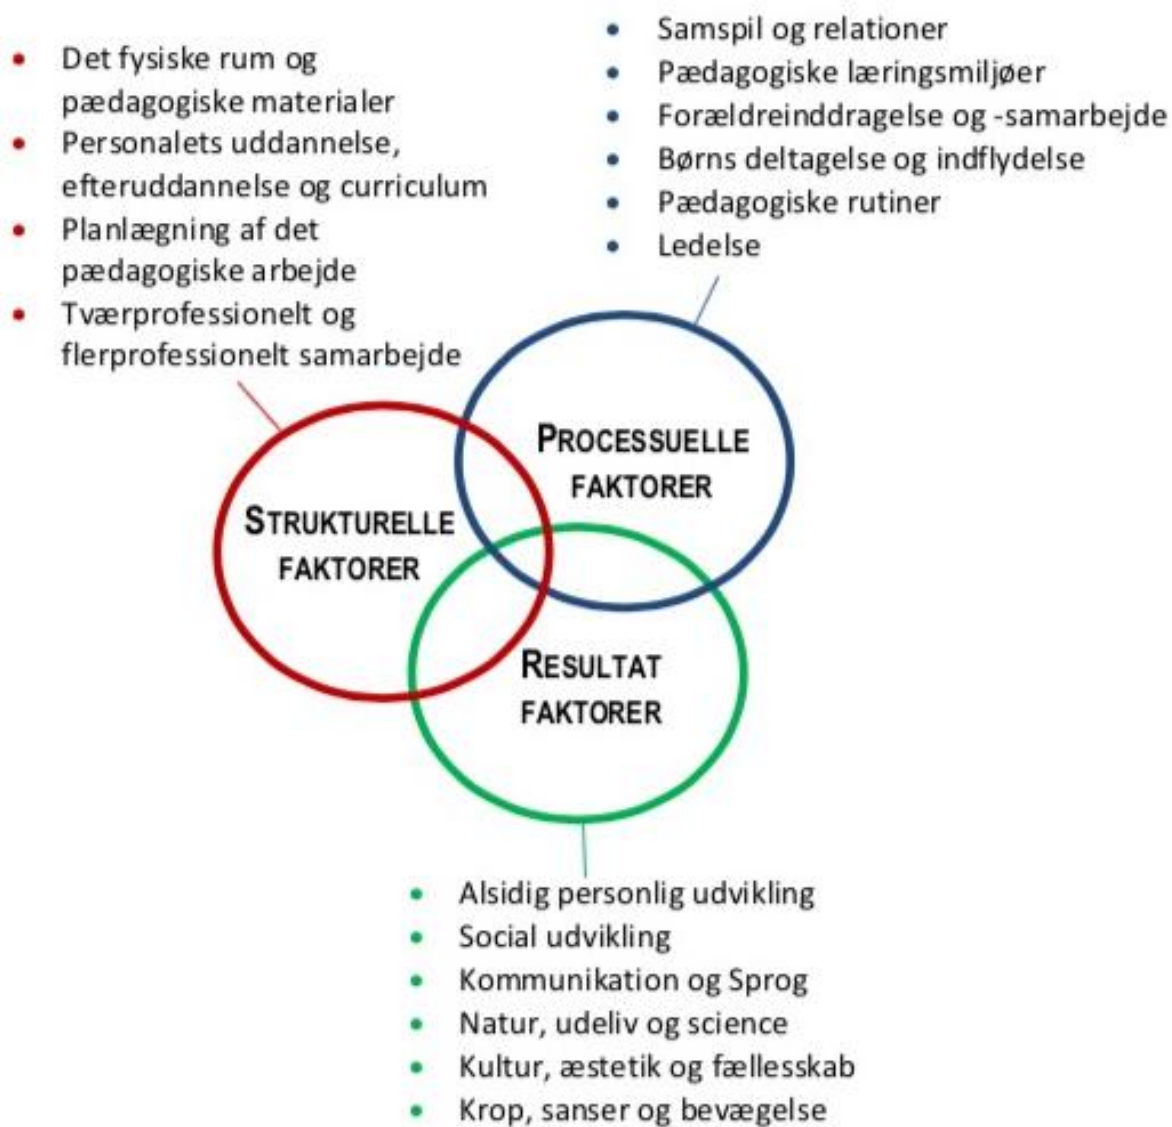 • Det fysiske rum og
pædagogiske materialer
• Personalets uddannelse,
efteruddannelse og curriculum
• Planlægning af det
pædagogiske arbejde
• Tværprofessionelt og
flerprofessionelt samarbejde
• Samspil og relationer
• Pædagogiske læringsmiljøer
• Forældreinddragelse og -samarbejde
• Børns deltagelse og indflydelse
• Pædagogiske rutiner
• Ledelse
PROCESSUELLE
FAKTORER
STRUKTURELLE
FAKTORER
RESULTAT
FAKTORER
• Alsidig personlig udvikling
• Social udvikling
• Kommunikation og Sprog
• Natur, udeliv og science
• Kultur, æstetik og fællesskab
• Krop, sanser og bevægelse